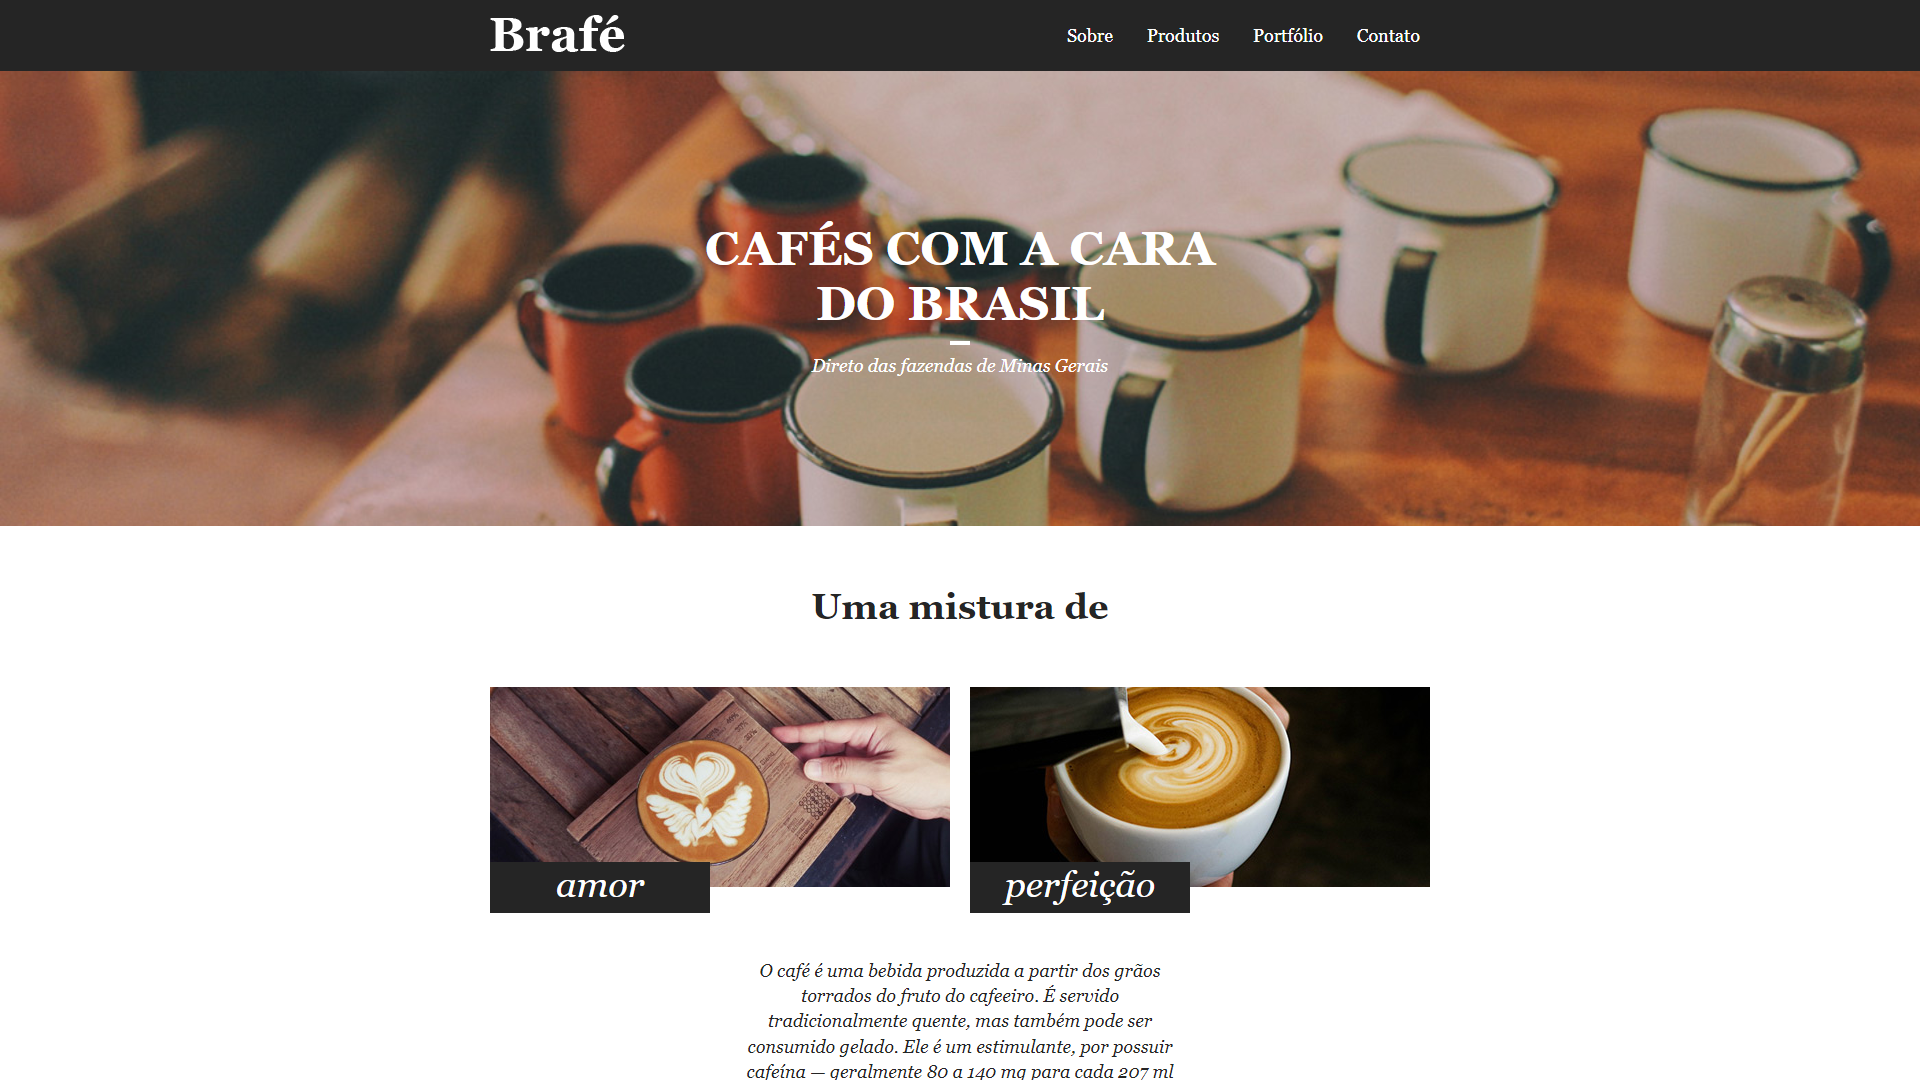 Brafé
Sobre
Produtos
Portfólio
Contato
CAFÉS COM A CARA
DO BRASIL
Direto das fazendas de Minas Gerais
Uma mistura de
amor
perfeição
O café é uma bebida produzida a partir dos grãos
torrados do fruto do cafeeiro. É servido
tradicionalmente quente, mas também pode ser
consumido gelado. Ele é um estimulante, por possuir
cafeína — geralmente 80 a 140 mg para cada 207 ml